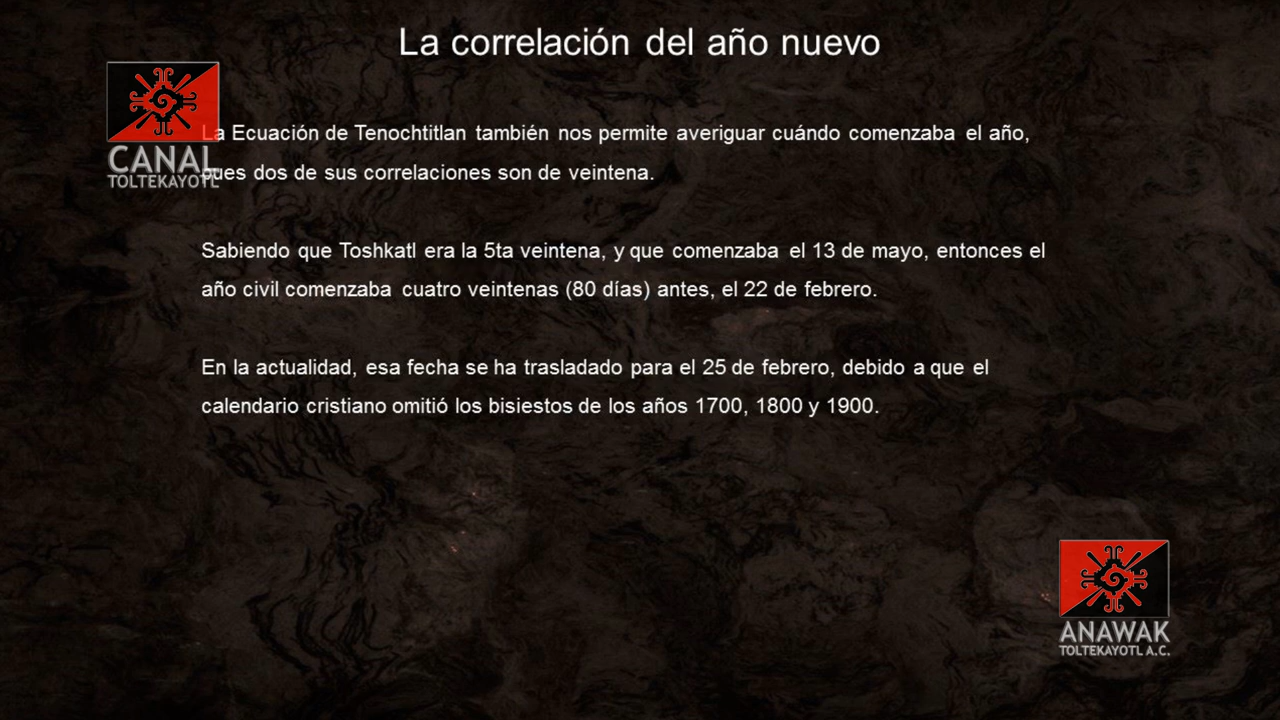 La correlación del año nuevo
CANAL
TOLTEKAYOTL
La Ecuación de Tenochtitlan también nos permite averiguar cuándo comenzaba el año,
pues dos de sus correlaciones son de veintena.
Sabiendo que Toshkatl era la 5ta veintena, y que comenzaba el 13 de mayo, entonces el
año civil comenzaba cuatro veintenas (80 días) antes, el 22 de febrero.
En la actualidad, esa fecha se ha trasladado para el 25 de febrero, debido a que el
calendario cristiano omitió los bisiestos de los años 1700, 1800 y 1900.
ANAWAK
TOLTEKAYOTL A.C.